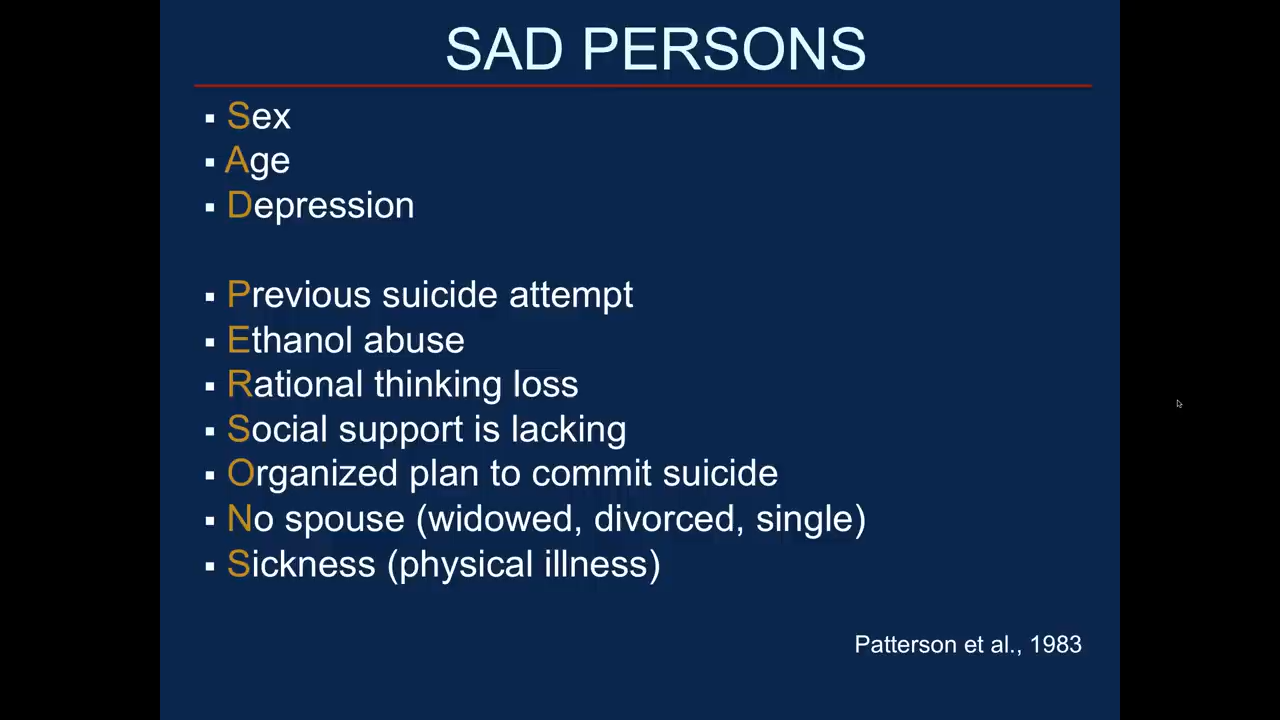 SAD PERSONS
▪ Sex
▪ Age
▪ Depression
▪ Previous suicide attempt
▪ Ethanol abuse
▪ Rational thinking loss
▪ Social support is lacking
▪ Organized plan to commit suicide
▪ No spouse (widowed, divorced, single)
▪ Sickness (physical illness)
Patterson et al., 1983